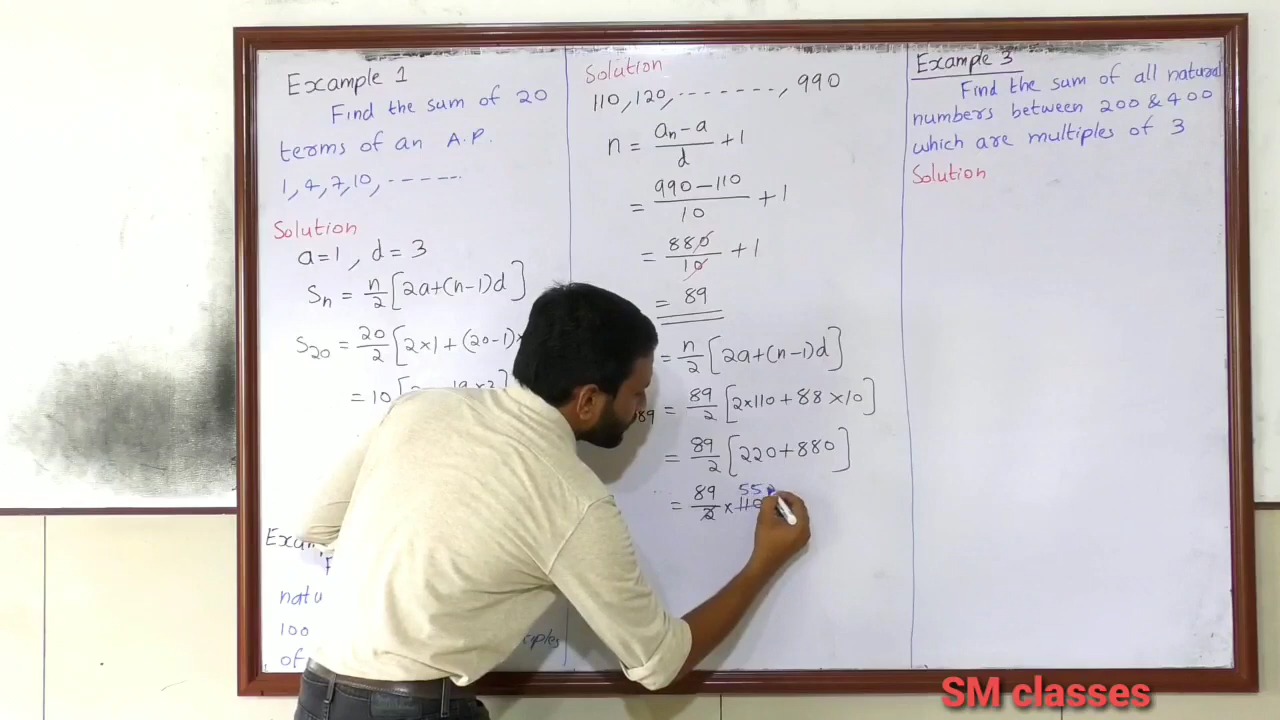 Example 1
Find the sum of 20
terms of an A.P.
1, 4, 7, 10, -------
Solution
a=1 , d = 3
Sn = n/2 [2a+(n-1)d]
S20 = 20/2 [2×1 + (20-1)×
= 10
natu
100
of
Solution
110, 120, --------, 990
n = (an - a)/d + 1
= (990 - 110)/10 + 1
= 880/10 + 1
= 89
= n/2 [2a+(n-1)d]
89 = 89/2 [2×110 + 88 × 10]
= 89/2 [220+880]
= 89/2 × 110
55
Example 3
Find the sum of all natural
numbers between 200 & 400
which are multiples of 3
Solution
SM classes